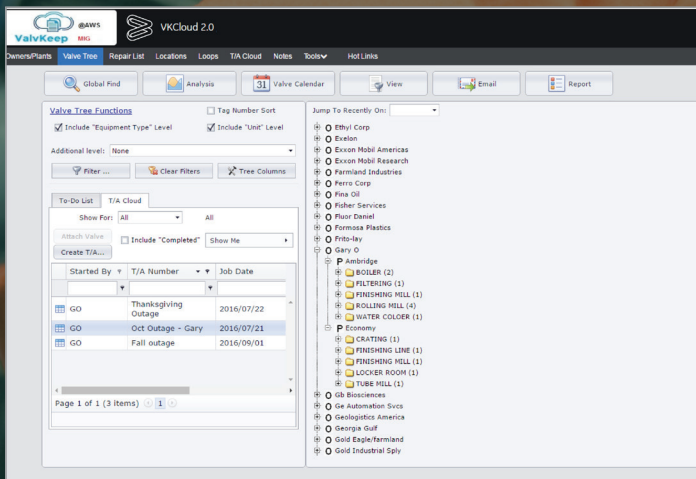 ValvKeep @AWS MIG
VKCloud 2.0
Owners/Plants Valve Tree Repair List Locations Loops T/A Cloud Notes Tools Hot Links
Global Find Analysis 31 Valve Calendar View Email Report
Valve Tree Functions Tag Number Sort
Include "Equipment Type" Level Include "Unit" Level
Additional level: None
Filter ... Clear Filters Tree Columns
To-Do List T/A Cloud
Show For: All All
Attach Valve Include "Completed" Show Me
Create T/A...
Started By T/A Number Job Date
GO Thanksgiving Outage 2016/07/22
GO Oct Outage - Gary 2016/07/21
GO Fall outage 2016/09/01
Page 1 of 1 (3 items) 1
Jump To Recently On:
O Ethyl Corp
O Exelon
O Exxon Mobil Americas
O Exxon Mobil Research
O Farmland Industries
O Ferro Corp
O Fina Oil
O Fisher Services
O Fluor Daniel
O Formosa Plastics
O Frito-lay
O Gary O
P Ambridge
BOILER (2)
FILTERING (1)
FINISHING MILL (1)
ROLLING MILL (4)
WATER COLOER (1)
P Economy
CRATING (1)
FINISHING LINE (1)
FINISHING MILL (1)
LOCKER ROOM (1)
TUBE MILL (1)
O Gb Biosciences
O Ge Automation Svcs
O Geologistics America
O Georgia Gulf
O Gold Eagle/farmland
O Gold Industrial Sply